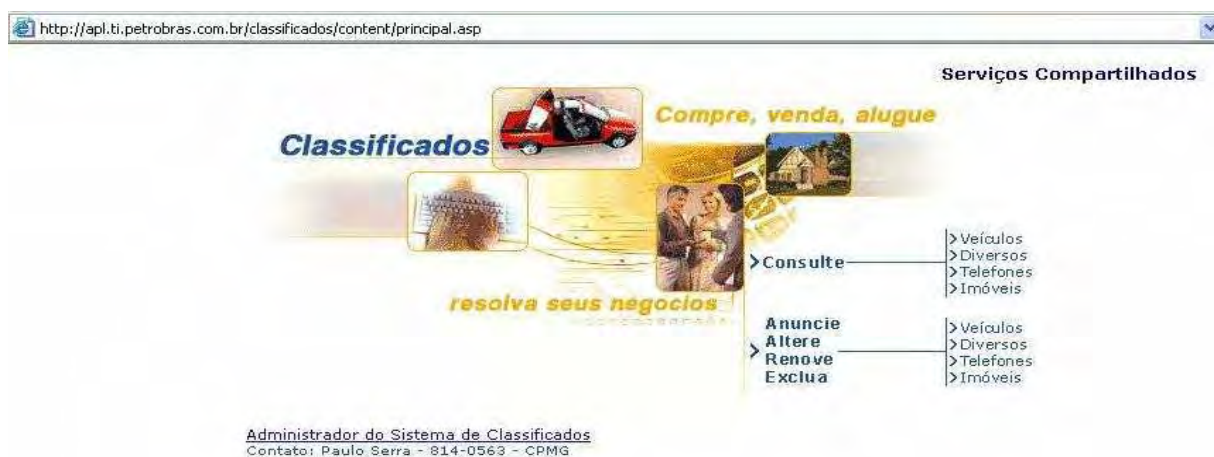 http://apl.ti.petrobras.com.br/classificados/content/principal.asp
Serviços Compartilhados
Compre, venda, alugue
Classificados
resolva seus negocios
Consulte
Veículos
Diversos
Telefones
Imóveis
Anuncie
Altere
Renove
Exclua
Veículos
Diversos
Telefones
Imóveis
Administrador do Sistema de Classificados
Contato: Paulo Serra - 814-0563 - CPMG